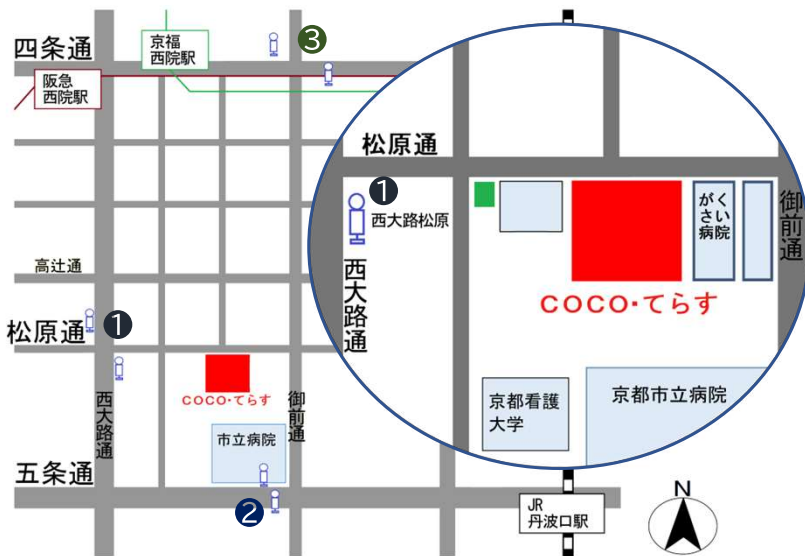 四条通
京福
西院駅
❸
阪急
西院駅
高辻通
松原通
❶
西大路通
COCO・てらす
御前通
市立病院
五条通
❷
松原通
❶
西大路松原
西大路通
がくさい病院
御前通
COCO・てらす
京都看護
大学
京都市立病院
JR
丹波口駅
N